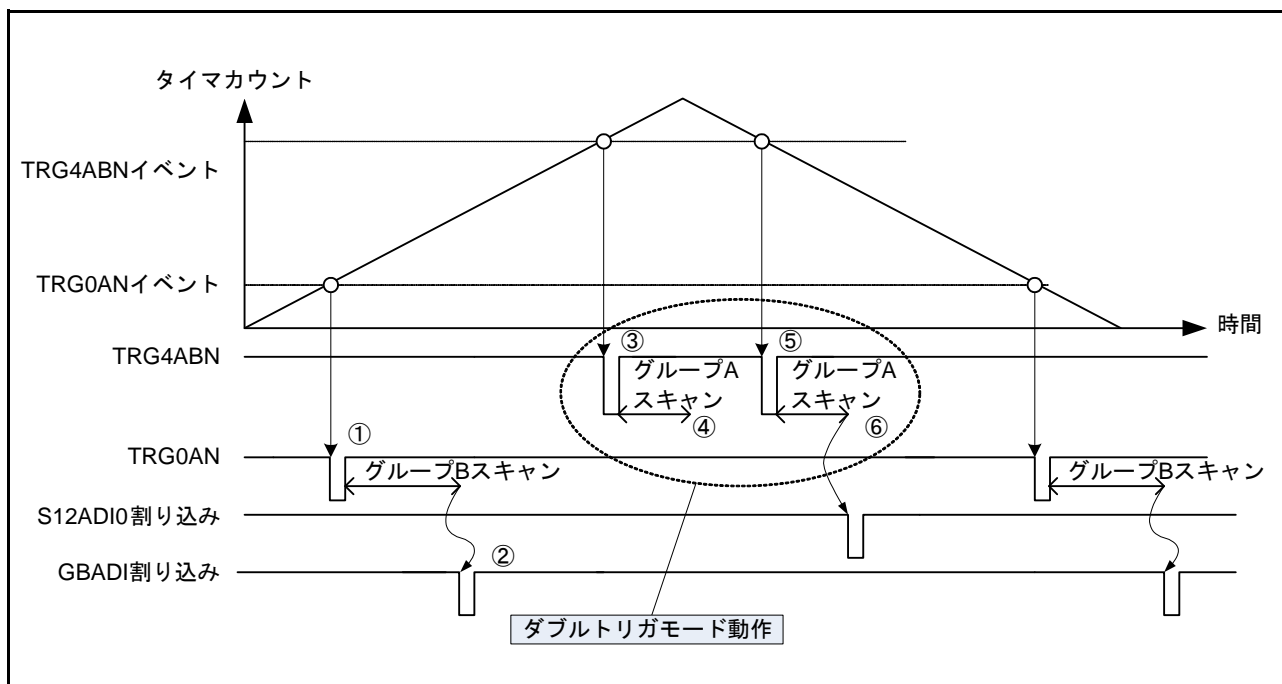 タイマカウント
TRG4ABNイベント
TRG0ANイベント
時間
TRG4ABN
③
グループA
スキャン
④
⑤
グループA
スキャン
⑥
TRG0AN
①
グループBスキャン
グループBスキャン
S12ADI0割り込み
GBADI割り込み
②
ダブルトリガモード動作